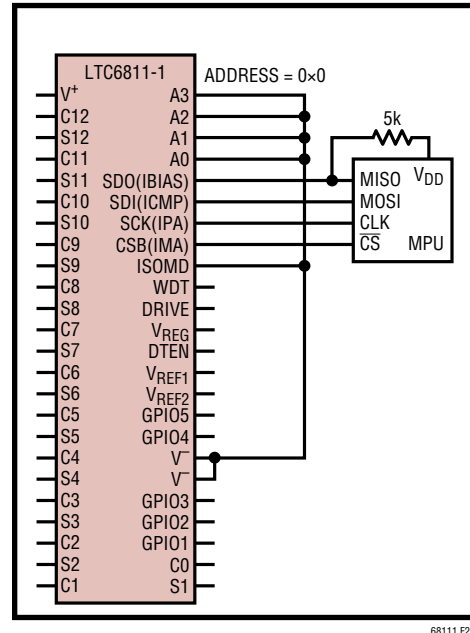 LTC6811-1
ADDRESS = 0×0
V+
C12
S12
C11
S11
C10
S10
C9
S9
C8
S8
C7
S7
C6
S6
C5
S5
C4
S4
C3
S3
C2
S2
C1
A3
A2
A1
A0
SDO(IBIAS)
SDI(ICMP)
SCK(IPA)
CSB(IMA)
ISOMD
WDT
DRIVE
VREG
DTEN
VREF1
VREF2
GPIO5
GPIO4
V–
V–
GPIO3
GPIO2
GPIO1
C0
S1
5k
MISO VDD
MOSI
CLK
CS MPU